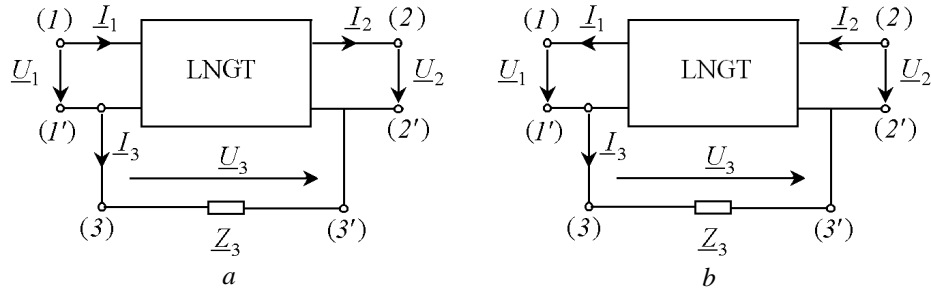 (1) I1 I2 (2)
U1 LNGT U2
(1') (2')
I3 U3
(3) Z3 (3')
a
(1) I1 I2 (2)
U1 LNGT U2
(1') (2')
I3 U3
(3) Z3 (3')
b